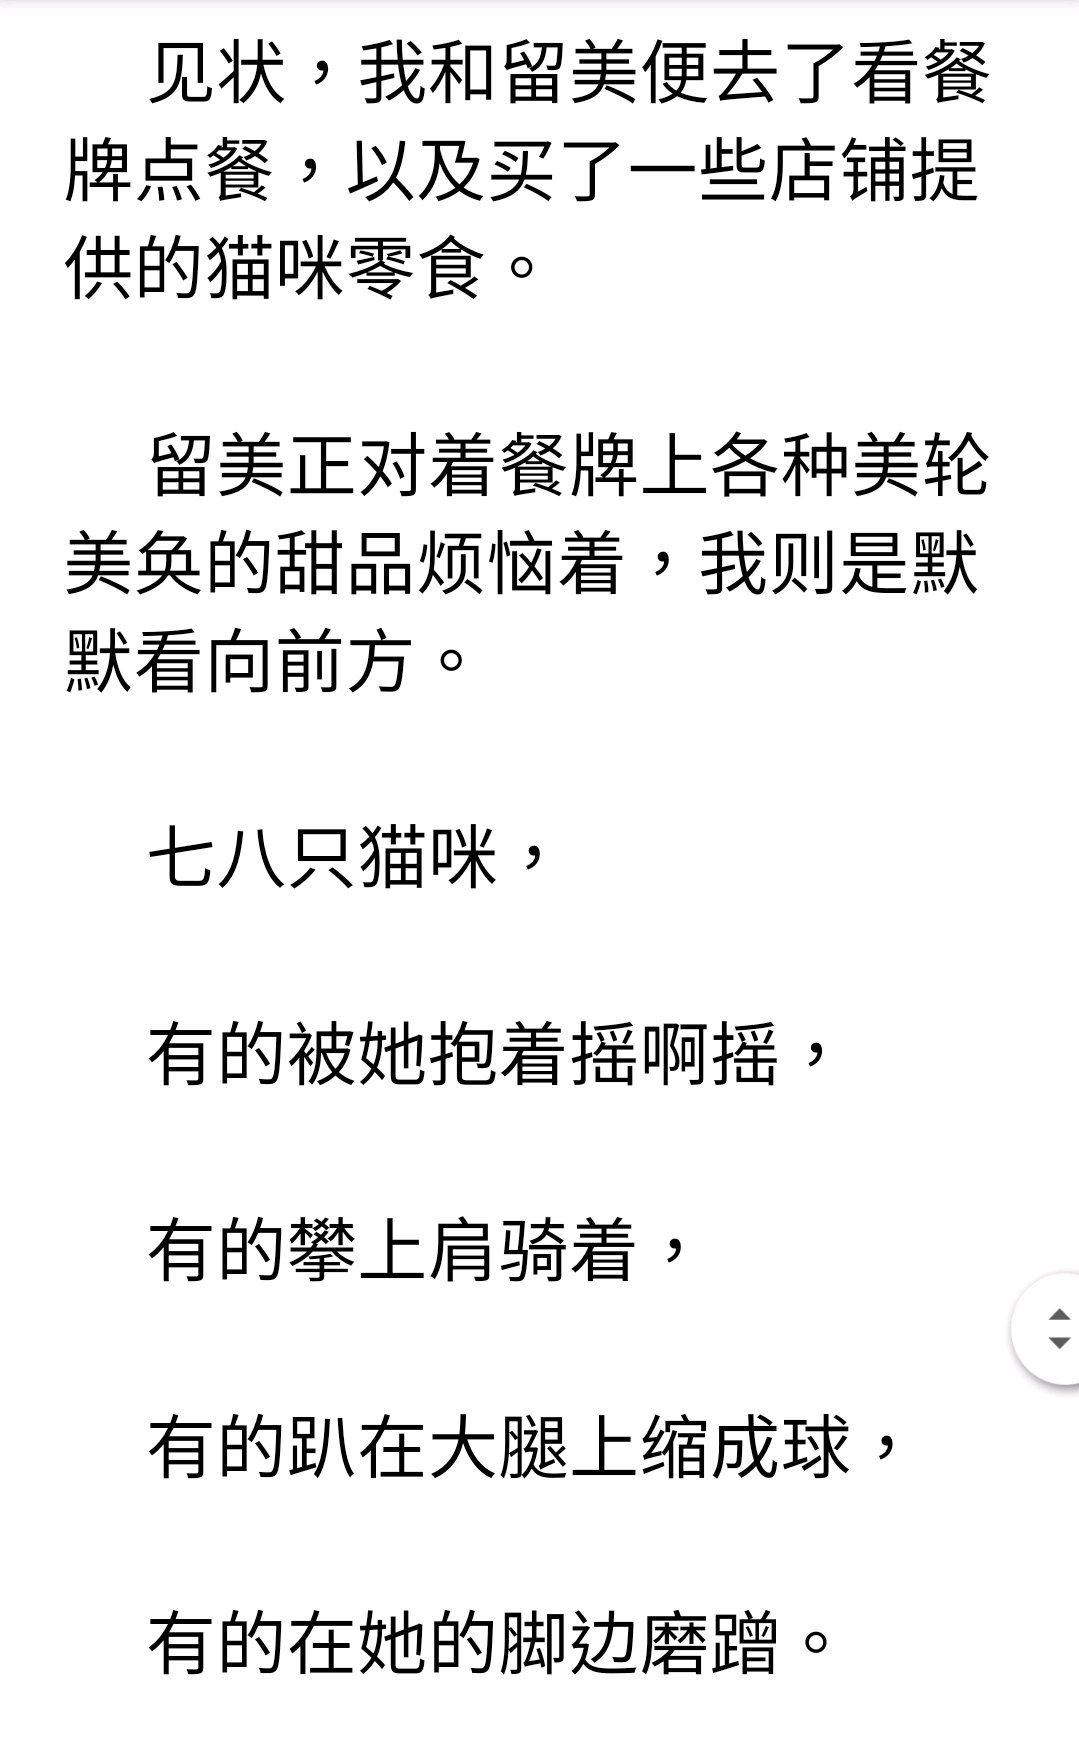 见状，我和留美便去了看餐
牌点餐，以及买了一些店铺提
供的猫咪零食。
留美正对着餐牌上各种美轮
美奂的甜品烦恼着，我则是默
默看向前方。
七八只猫咪，
有的被她抱着摇啊摇，
有的攀上肩骑着，
有的趴在大腿上缩成球，
有的在她的脚边磨蹭。